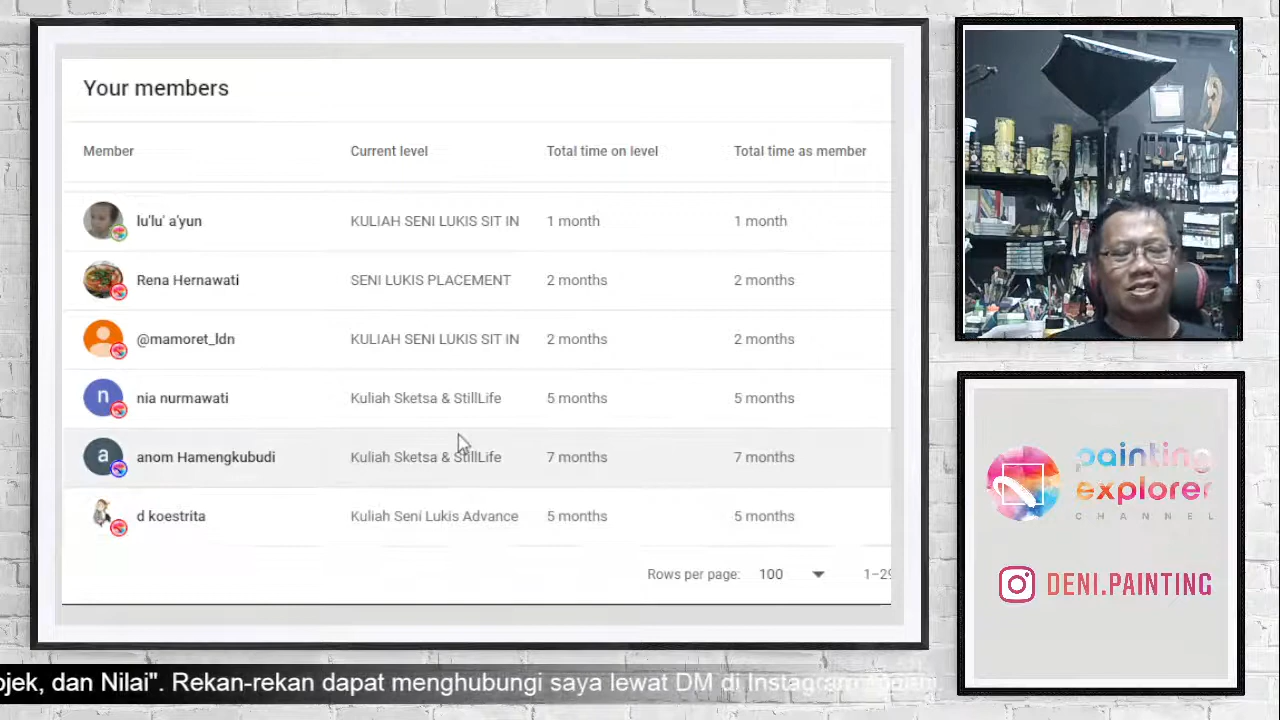 Your members
Member Current level Total time on level Total time as member
lu'lu' a'yun KULIAH SENI LUKIS SIT IN 1 month 1 month
Rena Hernawati SENI LUKIS PLACEMENT 2 months 2 months
@mamoret_ldn KULIAH SENI LUKIS SIT IN 2 months 2 months
n nia nurmawati Kuliah Sketsa & StillLife 5 months 5 months
a anom Hamengkubudi Kuliah Sketsa & StillLife 7 months 7 months
d koestrita Kuliah Seni Lukis Advance 5 months 5 months
Rows per page: 100 1–29
painting
explorer
CHANNEL
DENI.PAINTING
ojek, dan Nilai". Rekan-rekan dapat menghubungi saya lewat DM di Instagram